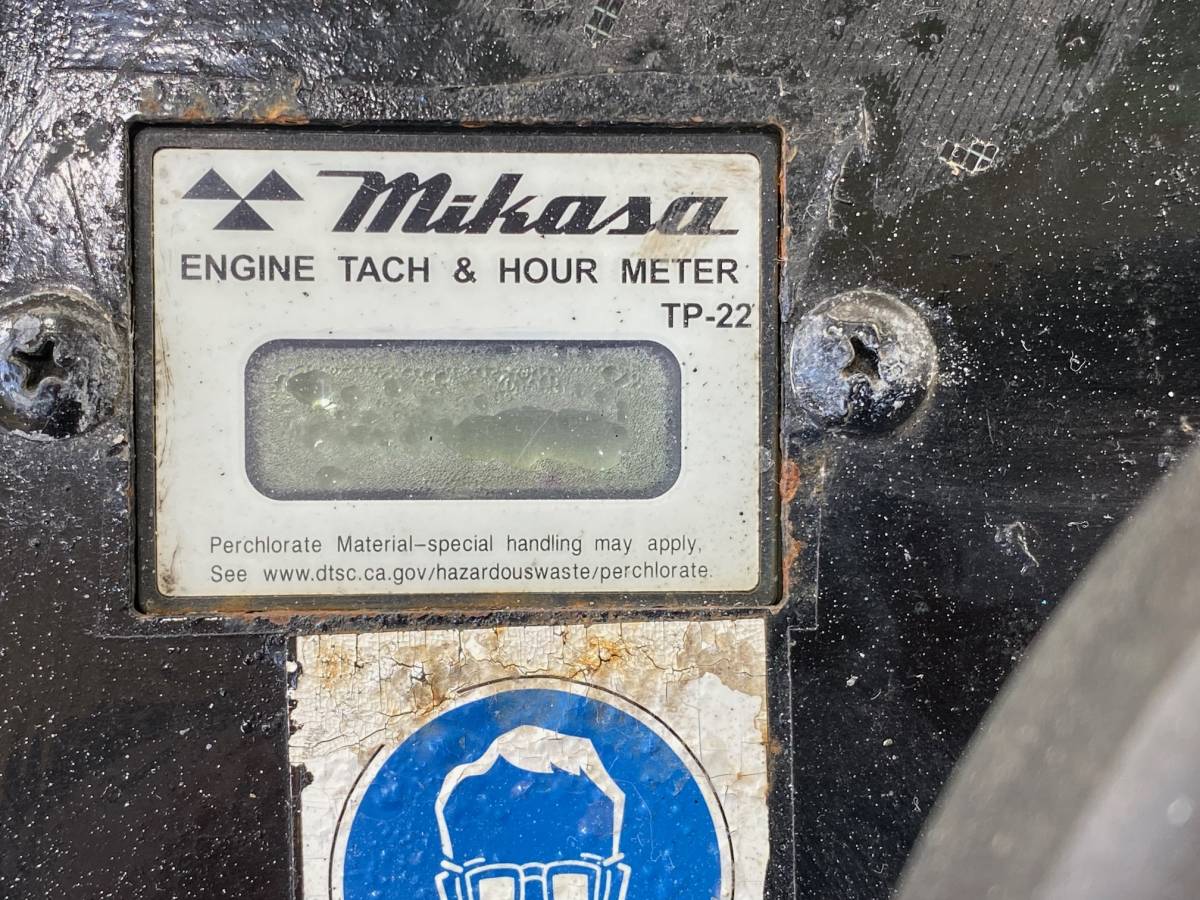 Mikasa
ENGINE TACH & HOUR METER
TP-22
Perchlorate Material-special handling may apply,
See www.dtsc.ca.gov/hazardouswaste/perchlorate.